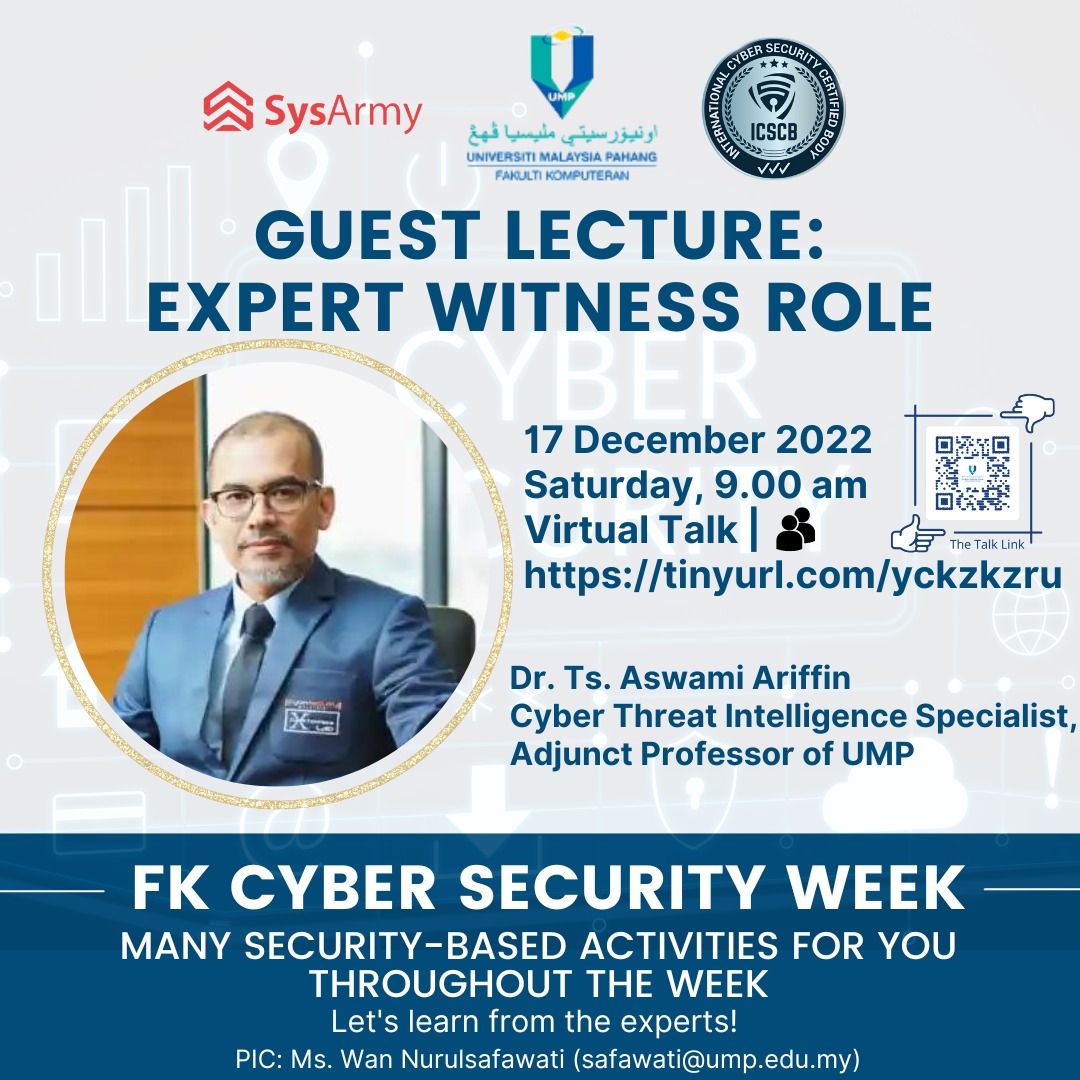 SysArmy
UMP
اونيۏرسيتي مليسيا ڤهڠ
UNIVERSITI MALAYSIA PAHANG
FAKULTI KOMPUTERAN
INTERNATIONAL CYBER SECURITY CERTIFIED BODY
ICSCB
GUEST LECTURE:
EXPERT WITNESS ROLE
CYBER
17 December 2022
Saturday, 9.00 am
Virtual Talk |
https://tinyurl.com/yckzkzru
The Talk Link
Dr. Ts. Aswami Ariffin
Cyber Threat Intelligence Specialist,
Adjunct Professor of UMP
FK CYBER SECURITY WEEK
MANY SECURITY-BASED ACTIVITIES FOR YOU
THROUGHOUT THE WEEK
Let's learn from the experts!
PIC: Ms. Wan Nurulsafawati (safawati@ump.edu.my)